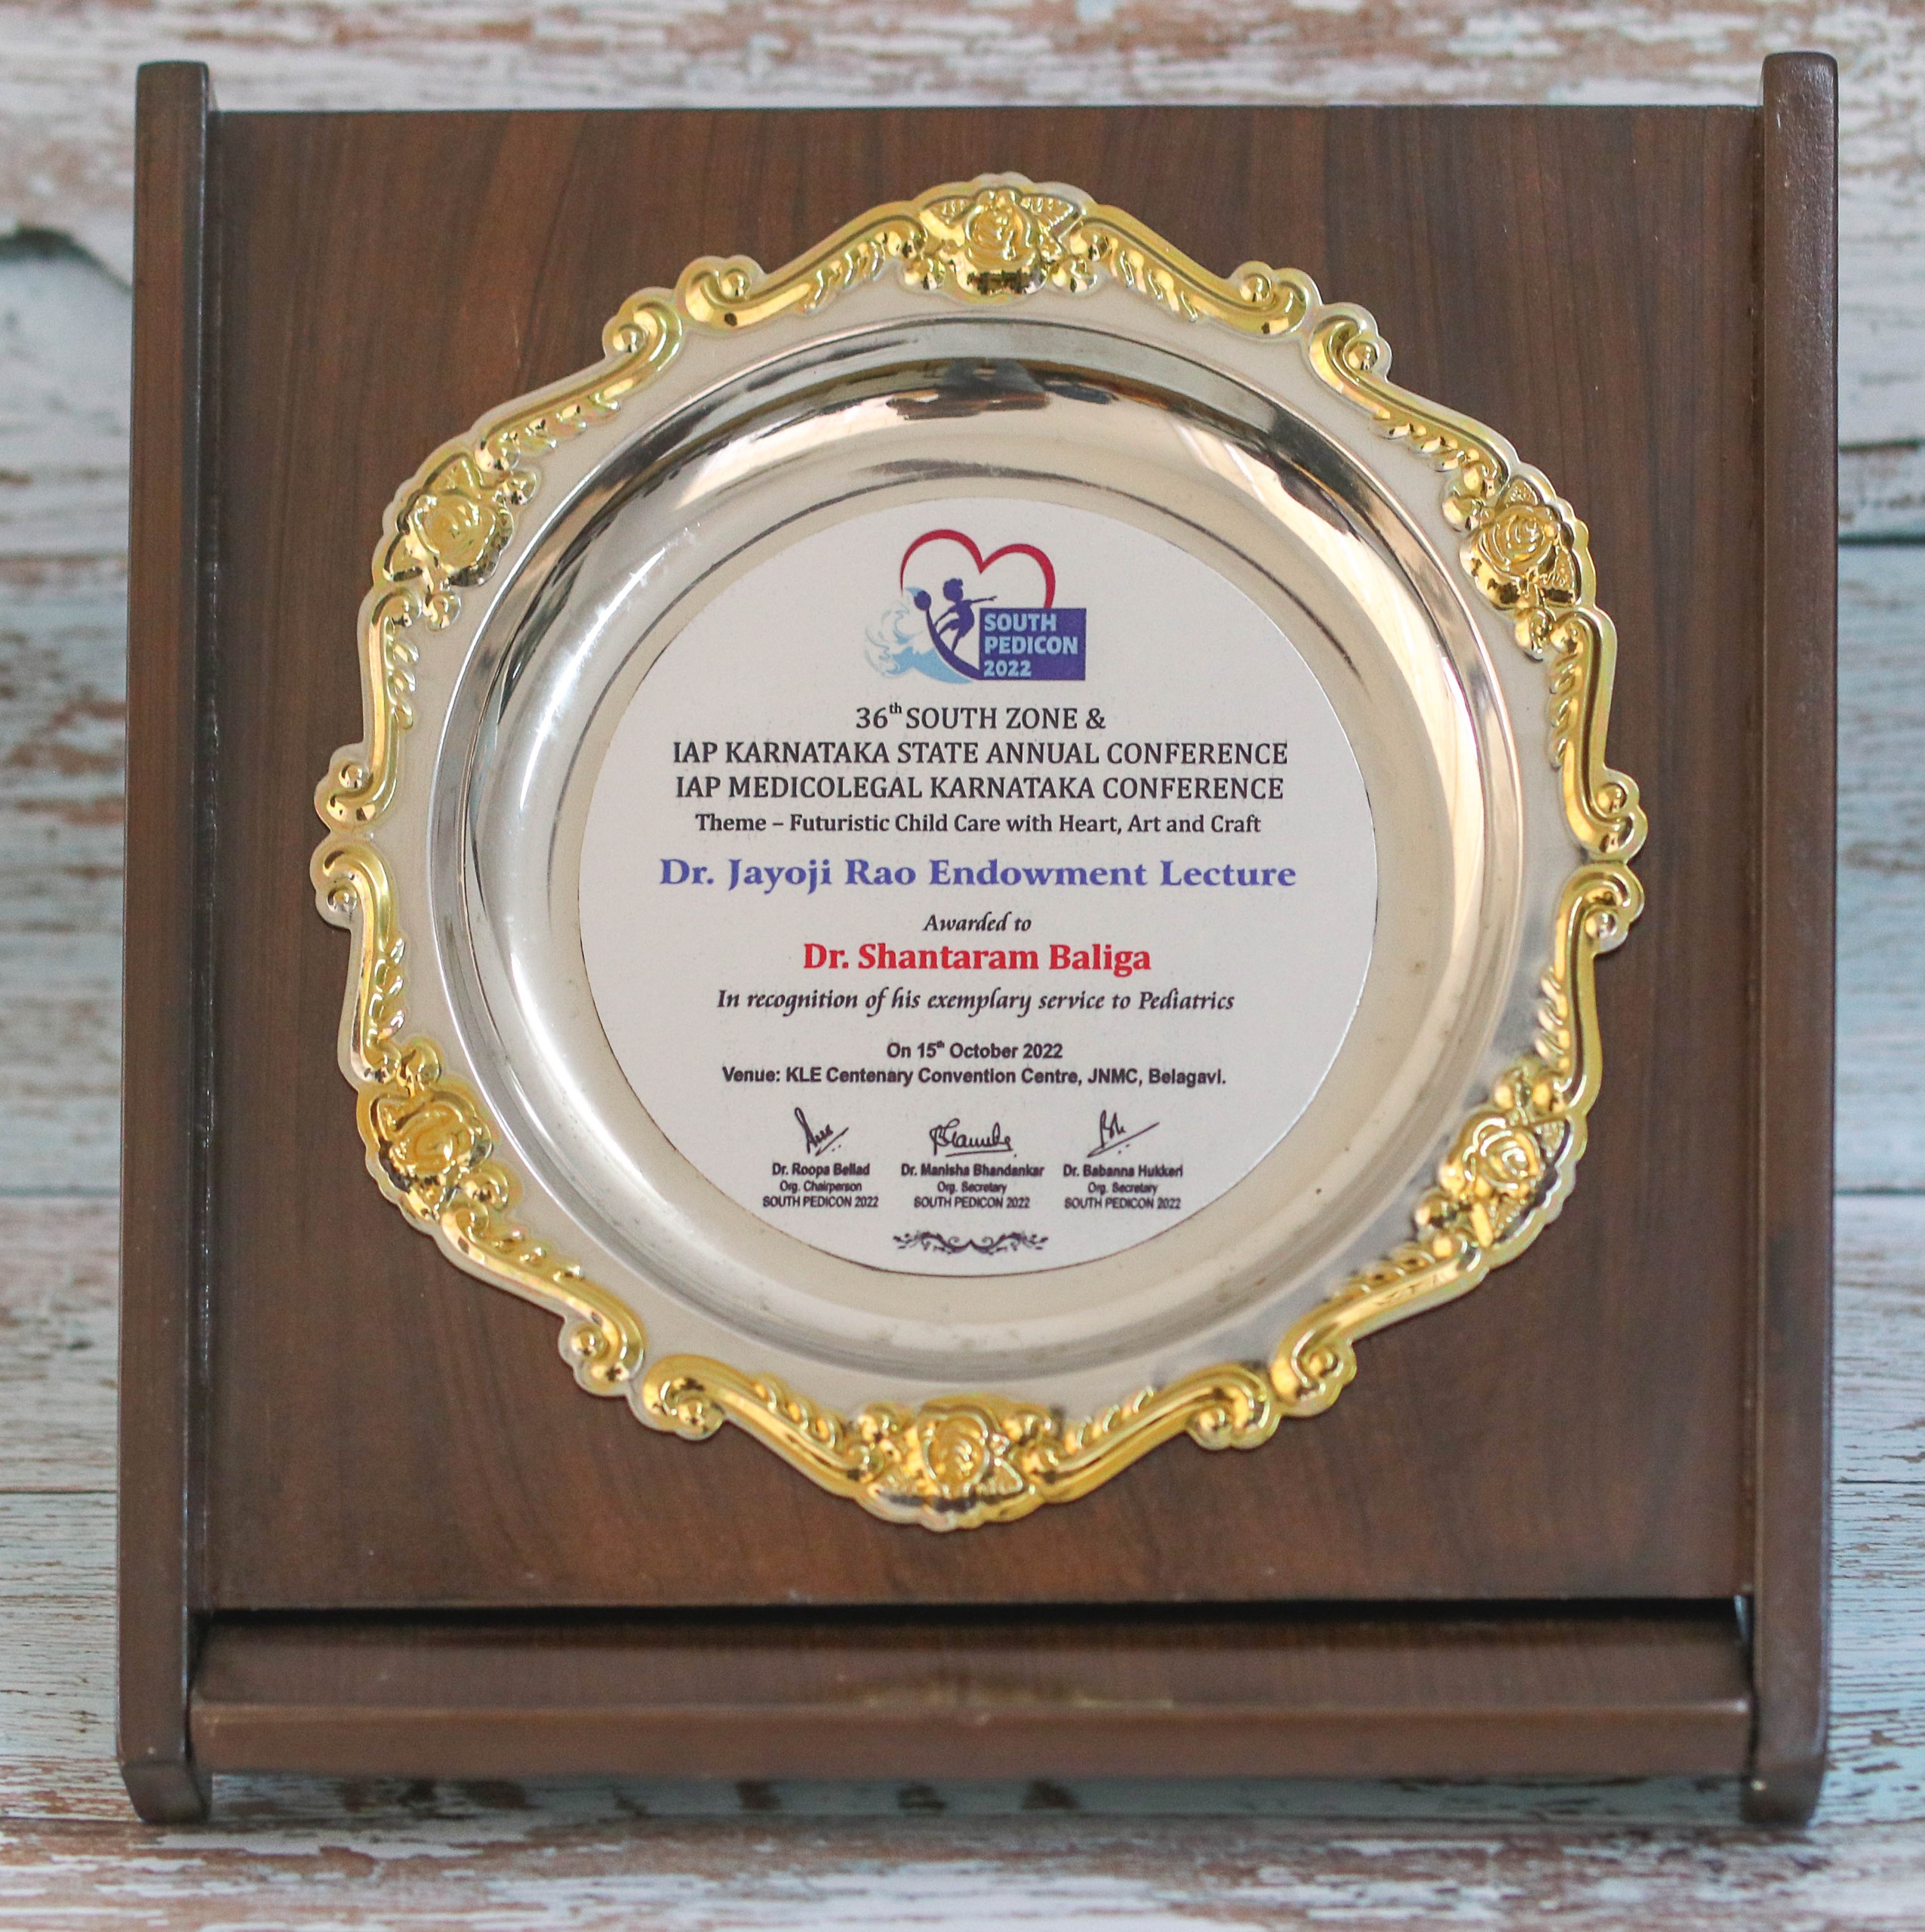 SOUTH
PEDICON
2022
36th SOUTH ZONE &
IAP KARNATAKA STATE ANNUAL CONFERENCE
IAP MEDICOLEGAL KARNATAKA CONFERENCE
Theme – Futuristic Child Care with Heart, Art and Craft
Dr. Jayoji Rao Endowment Lecture
Awarded to
Dr. Shantaram Baliga
In recognition of his exemplary service to Pediatrics
On 15th October 2022
Venue: KLE Centenary Convention Centre, JNMC, Belagavi.
Dr. Roopa Bellad Dr. Manisha Bhandankar Dr. Babanna Hukkeri
Org. Chairperson Org. Secretary Org. Secretary
SOUTH PEDICON 2022 SOUTH PEDICON 2022 SOUTH PEDICON 2022